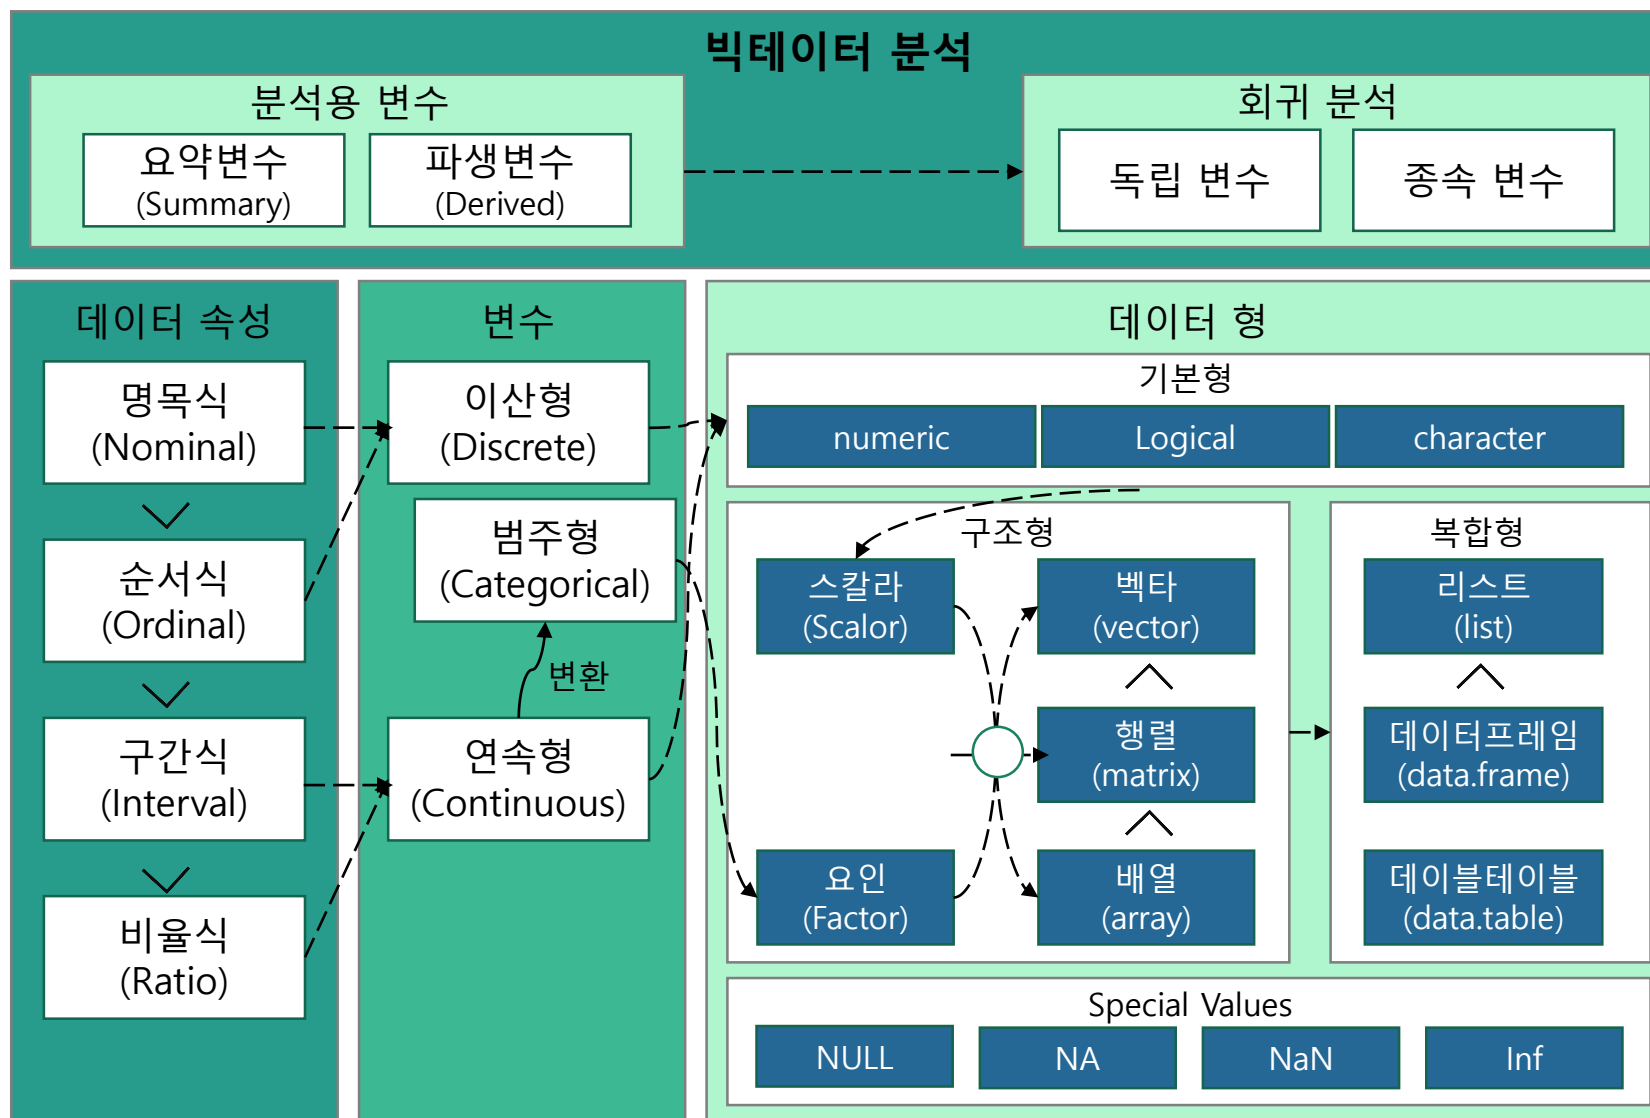 빅테이터 분석
분석용 변수
요약변수
(Summary)
파생변수
(Derived)
회귀 분석
독립 변수
종속 변수
데이터 속성
명목식
(Nominal)
순서식
(Ordinal)
구간식
(Interval)
비율식
(Ratio)
변수
이산형
(Discrete)
범주형
(Categorical)
변환
연속형
(Continuous)
데이터 형
기본형
numeric
Logical
character
구조형
스칼라
(Scalor)
벡타
(vector)
행렬
(matrix)
요인
(Factor)
배열
(array)
복합형
리스트
(list)
데이터프레임
(data.frame)
데이블테이블
(data.table)
Special Values
NULL
NA
NaN
Inf